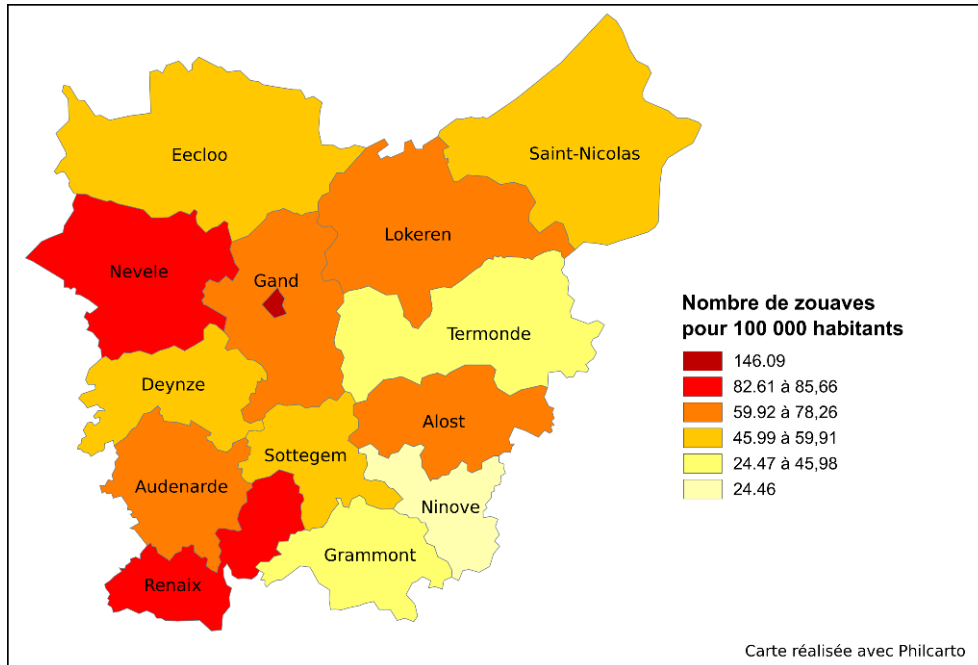 Eecloo
Saint-Nicolas
Lokeren
Nevele
Gand
Termonde
Deynze
Alost
Sottegem
Audenarde
Ninove
Grammont
Renaix
Nombre de zouaves
pour 100 000 habitants
146.09
82.61 à 85,66
59.92 à 78,26
45.99 à 59,91
24.47 à 45,98
24.46
Carte réalisée avec Philcarto